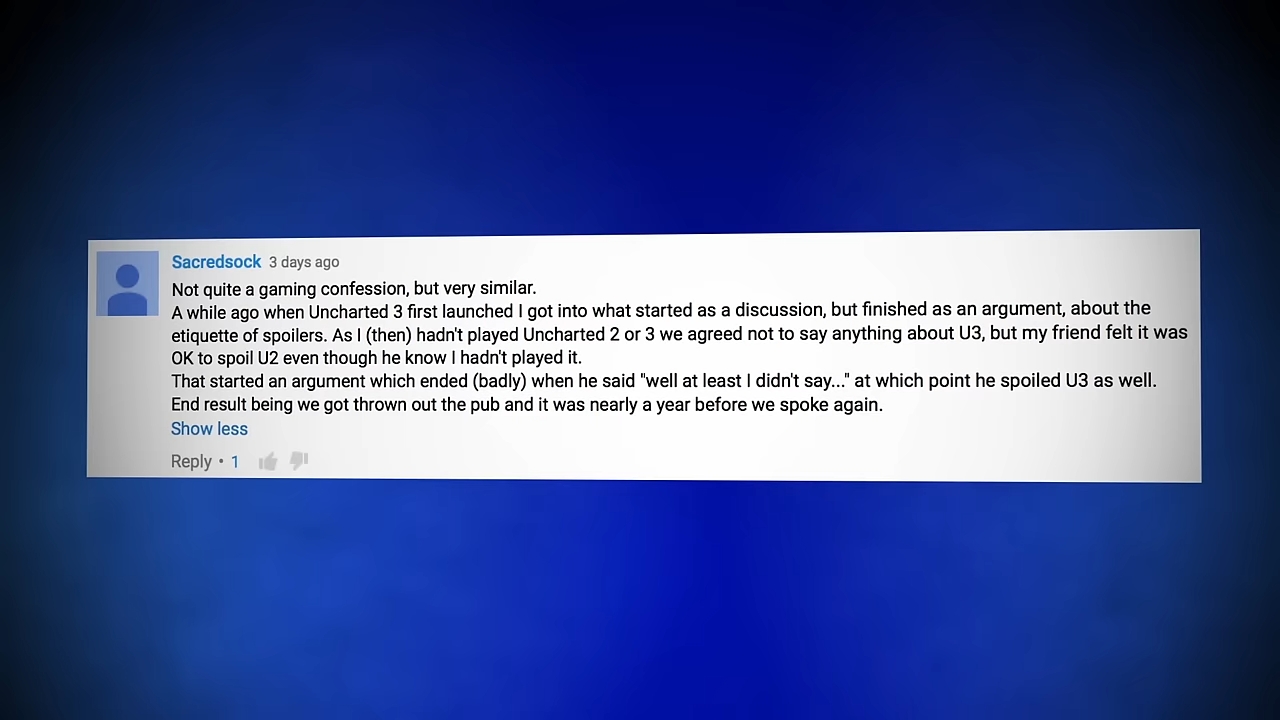 Sacredsock 3 days ago
Not quite a gaming confession, but very similar.
A while ago when Uncharted 3 first launched I got into what started as a discussion, but finished as an argument, about the
etiquette of spoilers. As I (then) hadn't played Uncharted 2 or 3 we agreed not to say anything about U3, but my friend felt it was
OK to spoil U2 even though he know I hadn't played it.
That started an argument which ended (badly) when he said "well at least I didn't say..." at which point he spoiled U3 as well.
End result being we got thrown out the pub and it was nearly a year before we spoke again.
Show less
Reply • 1